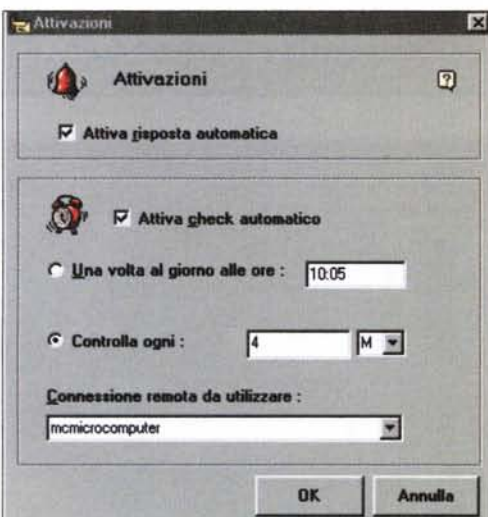 Attivazioni
Attivazioni
Attiva risposta automatica
Attiva check automatico
Una volta al giorno alle ore : 10:05
Controlla ogni : 4 M
Connessione remota da utilizzare :
mcmicrocomputer
OK Annulla